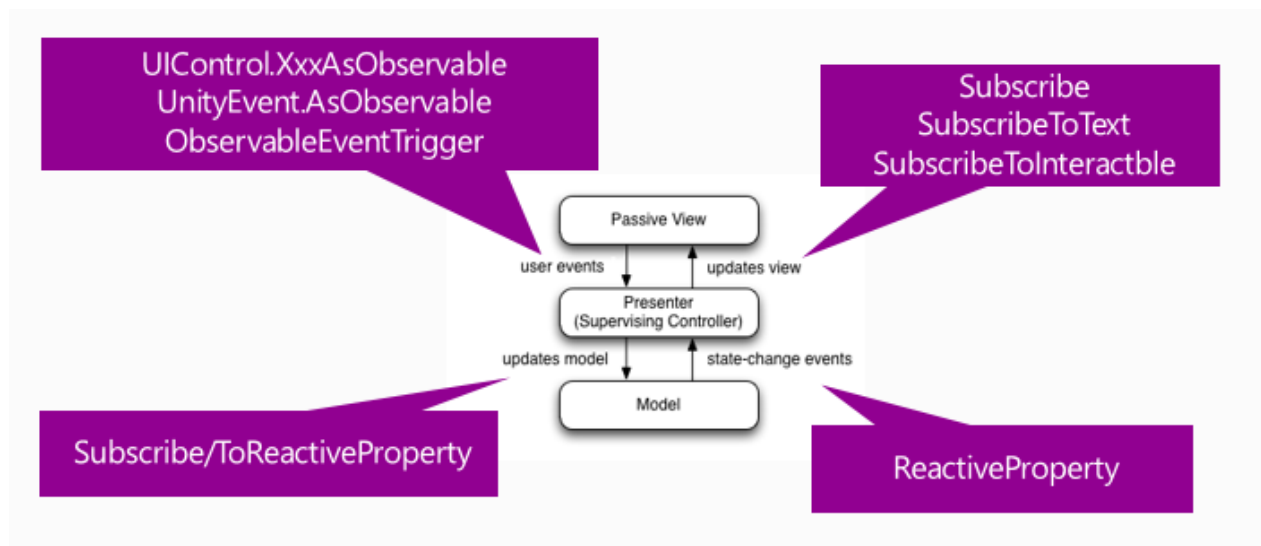 UIControl.XxxAsObservable
UnityEvent.AsObservable
ObservableEventTrigger
Subscribe
SubscribeToText
SubscribeToInteractble
Passive View
user events
updates view
Presenter
(Supervising Controller)
updates model
state-change events
Model
Subscribe/ToReactiveProperty
ReactiveProperty